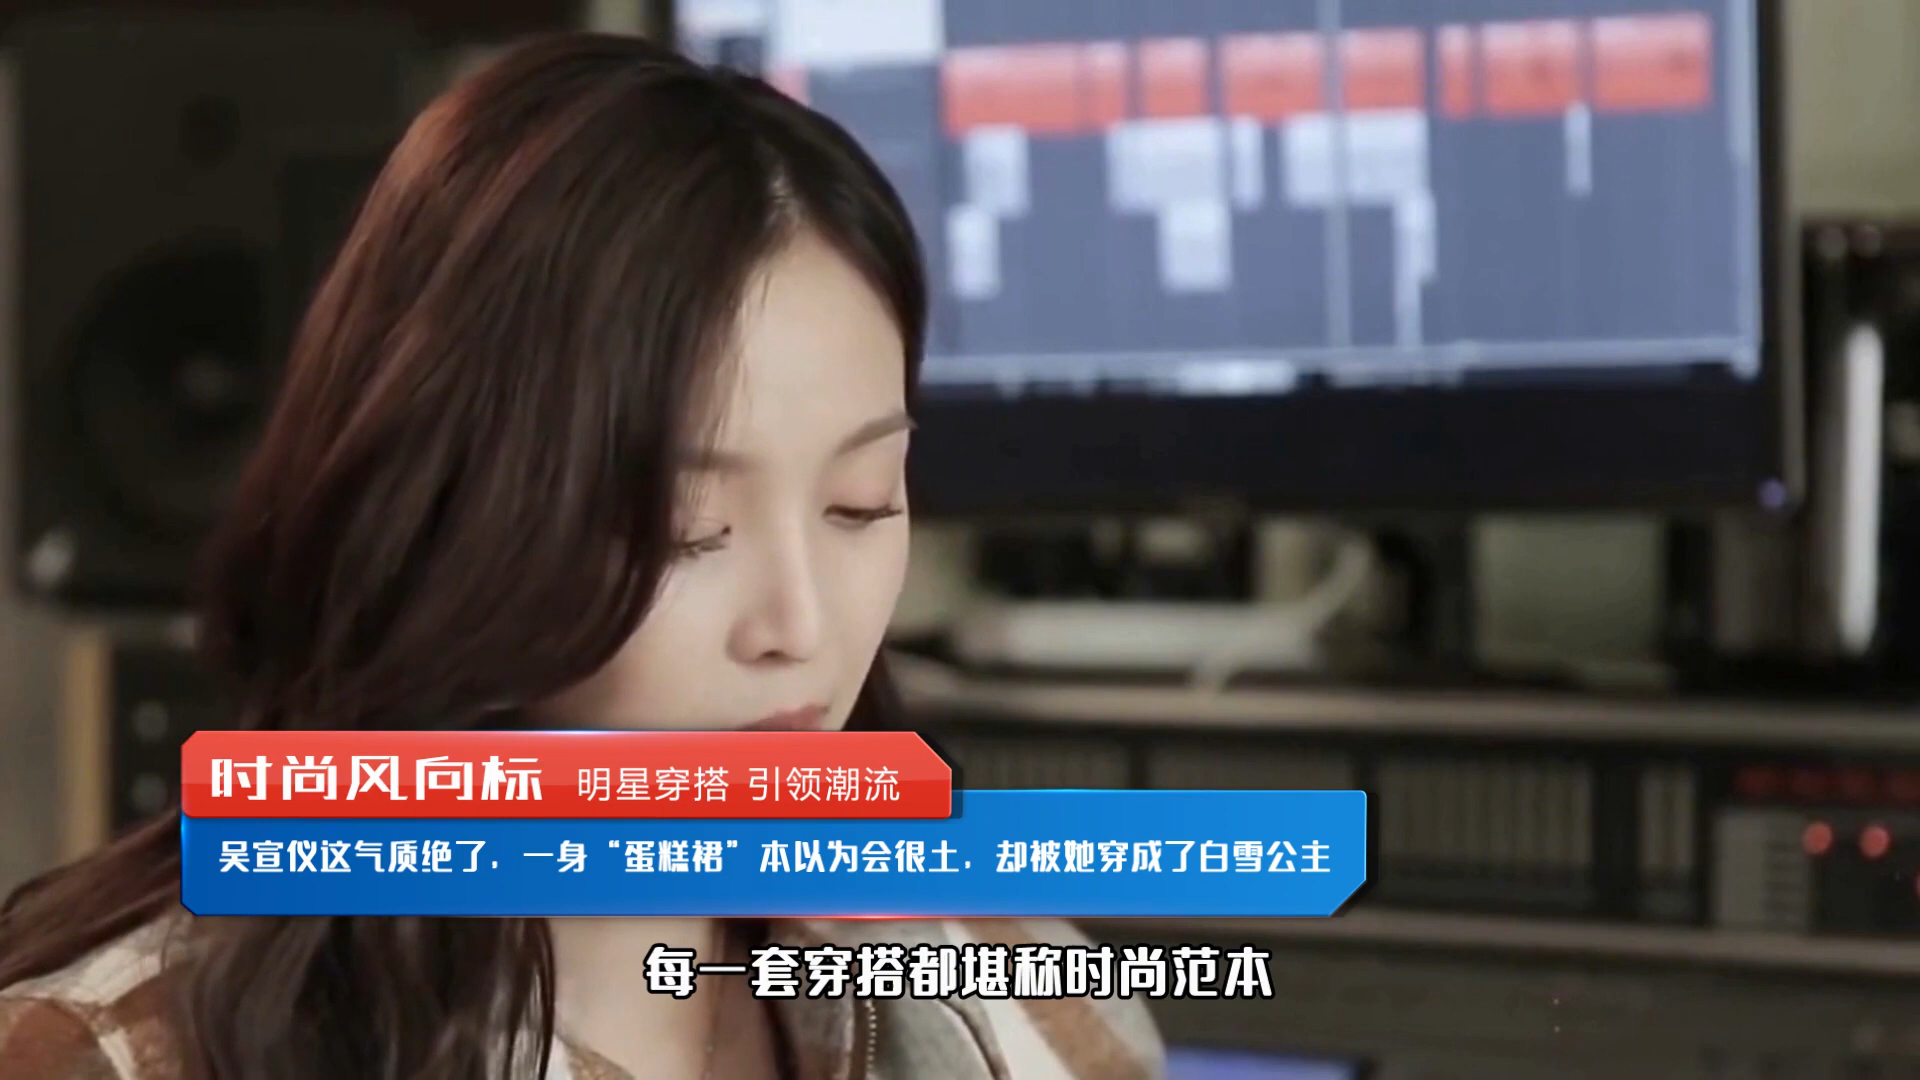 时尚风向标 明星穿搭 引领潮流
吴宣仪这气质绝了，一身“蛋糕裙”本以为会很土，却被她穿成了白雪公主
每一套穿搭都堪称时尚范本